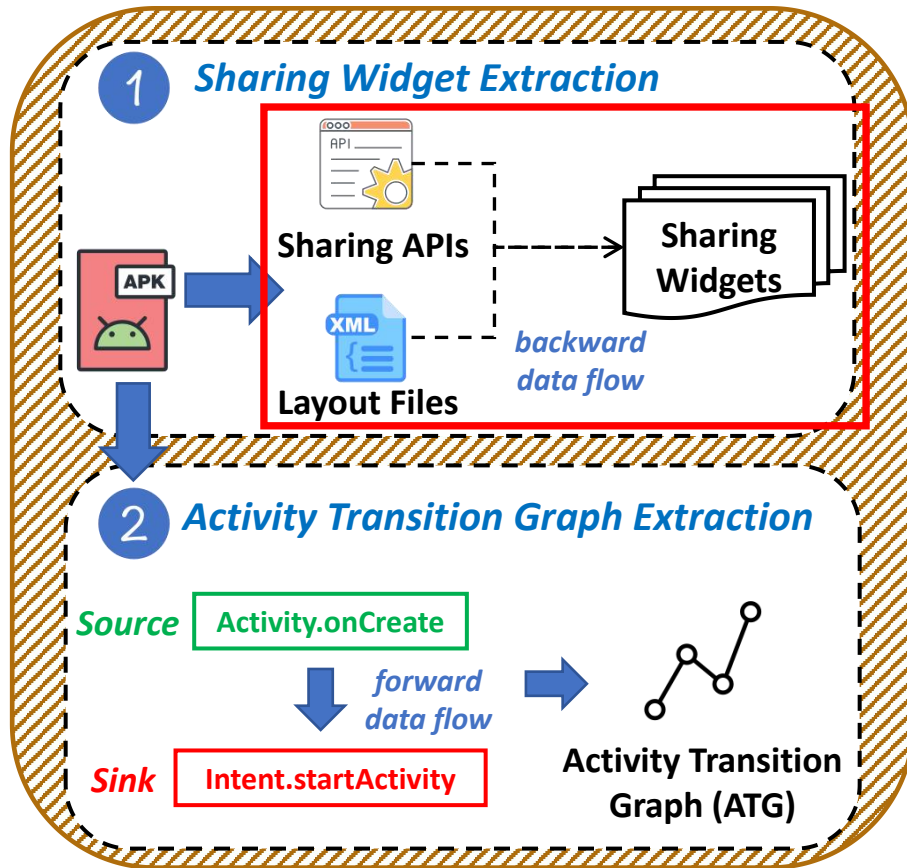 1
Sharing Widget Extraction
API
Sharing APIs
APK
XML
Layout Files
backward
data flow
Sharing
Widgets
2
Activity Transition Graph Extraction
Source
Activity.onCreate
forward
data flow
Sink
Intent.startActivity
Activity Transition
Graph (ATG)